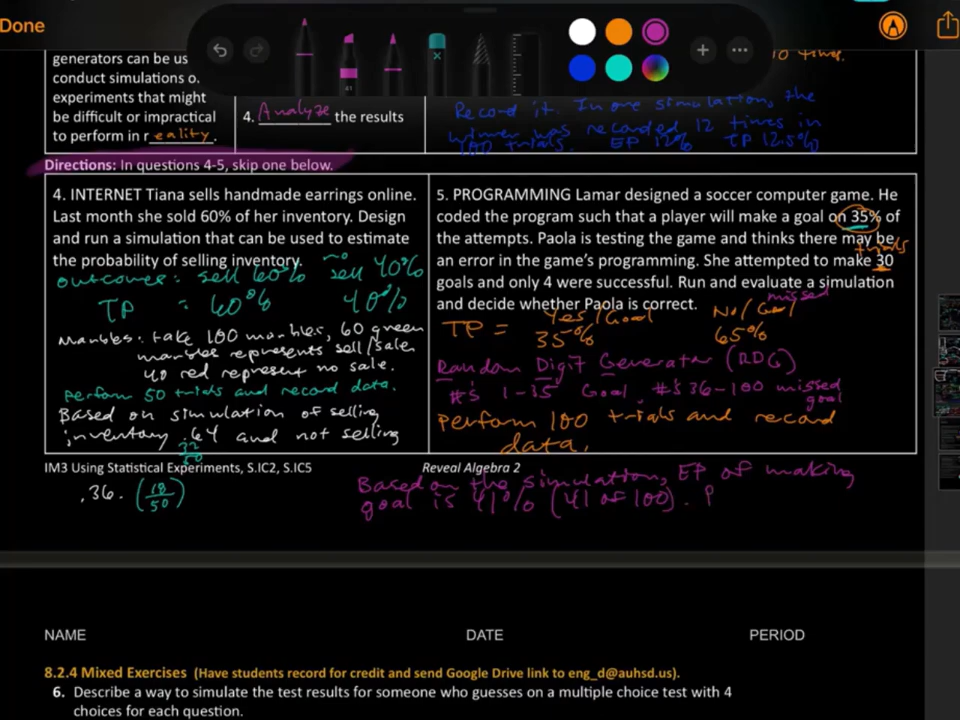 Done
generators can be us
conduct simulations o.
experiments that might
be difficult or impractical
to perform in r eality.
4. Analyze the results
10 times.
Record it. In one simulation, the
winner was recorded 12 times in
100 trials. EP 12% TP 12.5%
Directions: In questions 4-5, skip one below.
4. INTERNET Tiana sells handmade earrings online.
Last month she sold 60% of her inventory. Design
and run a simulation that can be used to estimate
the probability of selling inventory.
outcomes: sell 60% no sell 40%
TP = 60% 40%
Marbles: take 100 marbles, 60 green
marble represents sell/sale.
40 red represent no sale.
Perform 50 trials and record data.
Based on simulation of selling
inventory .64 and not selling
32/50
5. PROGRAMMING Lamar designed a soccer computer game. He
coded the program such that a player will make a goal on 35% of
the attempts. Paola is testing the game and thinks there may be
trials
an error in the game's programming. She attempted to make 30
goals and only 4 were successful. Run and evaluate a simulation
and decide whether Paola is correct.
missed
Yes/Goal No/Goal
TP = 35% 65%
Random Digit Generator (RDG)
#'s 1-35 Goal, #'s 36-100 missed
goal
Perform 100 trials and record
data.
IM3 Using Statistical Experiments, S.IC2, S.IC5
Reveal Algebra 2
.36. (18/50)
Based on the simulation, EP of making
goal is 41% (41 of 100). P
NAME DATE PERIOD
8.2.4 Mixed Exercises (Have students record for credit and send Google Drive link to eng_d@auhsd.us).
6. Describe a way to simulate the test results for someone who guesses on a multiple choice test with 4
choices for each question.